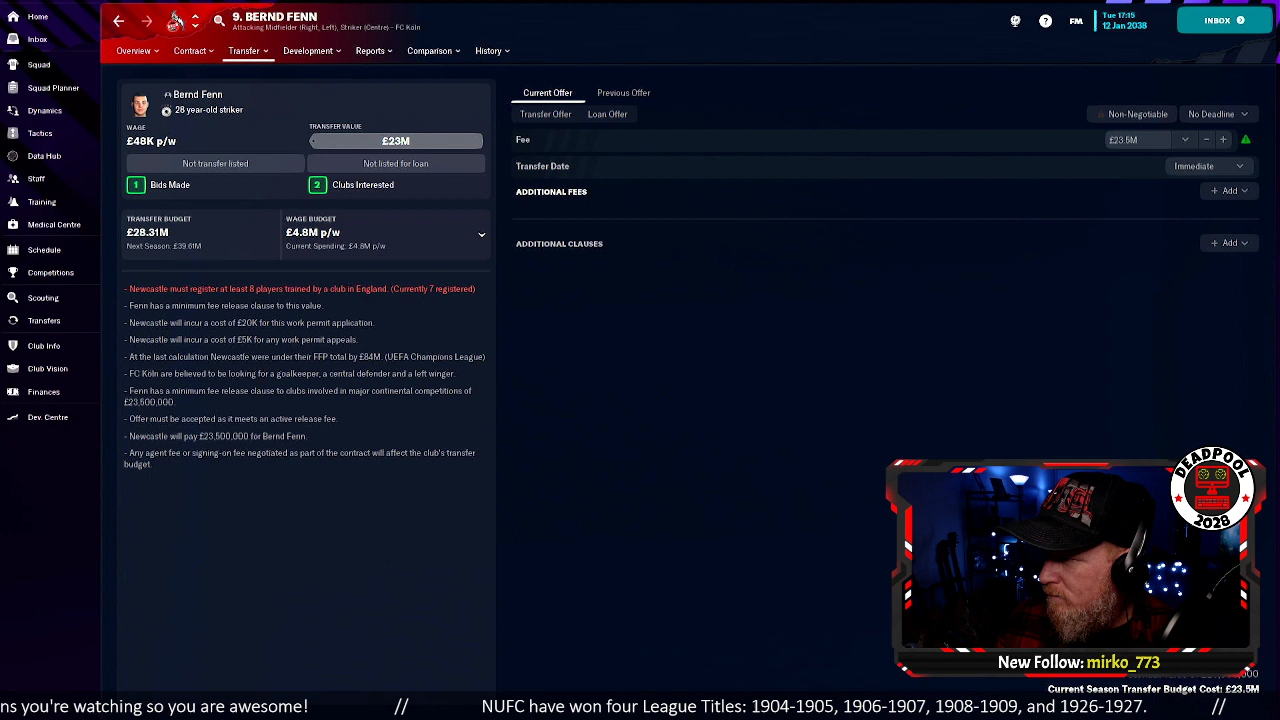 Home
Inbox
Squad
Squad Planner
Dynamics
Tactics
Data Hub
Staff
Training
Medical Centre
Schedule
Competitions
Scouting
Transfers
Club Info
Club Vision
Finances
Dev. Centre
9. BERND FENN
Attacking Midfielder (Right, Left), Striker (Centre) - FC Köln
FM
Tue 17:15
12 Jan 2038
INBOX
Overview
Contract
Transfer
Development
Reports
Comparison
History
Bernd Fenn
28 year-old striker
WAGE
£48K p/w
TRANSFER VALUE
£23M
Not transfer listed
Not listed for loan
1 Bids Made
2 Clubs Interested
TRANSFER BUDGET
£28.31M
Next Season: £39.61M
WAGE BUDGET
£4.8M p/w
Current Spending: £4.8M p/w
- Newcastle must register at least 8 players trained by a club in England. (Currently 7 registered)
- Fenn has a minimum fee release clause to this value.
- Newcastle will incur a cost of £20K for this work permit application.
- Newcastle will incur a cost of £5K for any work permit appeals.
- At the last calculation Newcastle were under their FFP total by £84M. (UEFA Champions League)
- FC Köln are believed to be looking for a goalkeeper, a central defender and a left winger.
- Fenn has a minimum fee release clause to clubs involved in major continental competitions of
£23,500,000.
- Offer must be accepted as it meets an active release fee.
- Newcastle will pay £23,500,000 for Bernd Fenn.
- Any agent fee or signing-on fee negotiated as part of the contract will affect the club's transfer
budget.
Current Offer
Previous Offer
Transfer Offer
Loan Offer
Non-Negotiable
No Deadline
Fee
£23.5M
Transfer Date
Immediate
ADDITIONAL FEES
+ Add
ADDITIONAL CLAUSES
+ Add
DEADPOOL
2028
New Follow: mirko_773
Current Season Transfer Budget Cost: £23.5M
ns you're watching so you are awesome! // NUFC have won four League Titles: 1904-1905, 1906-1907, 1908-1909, and 1926-1927. //